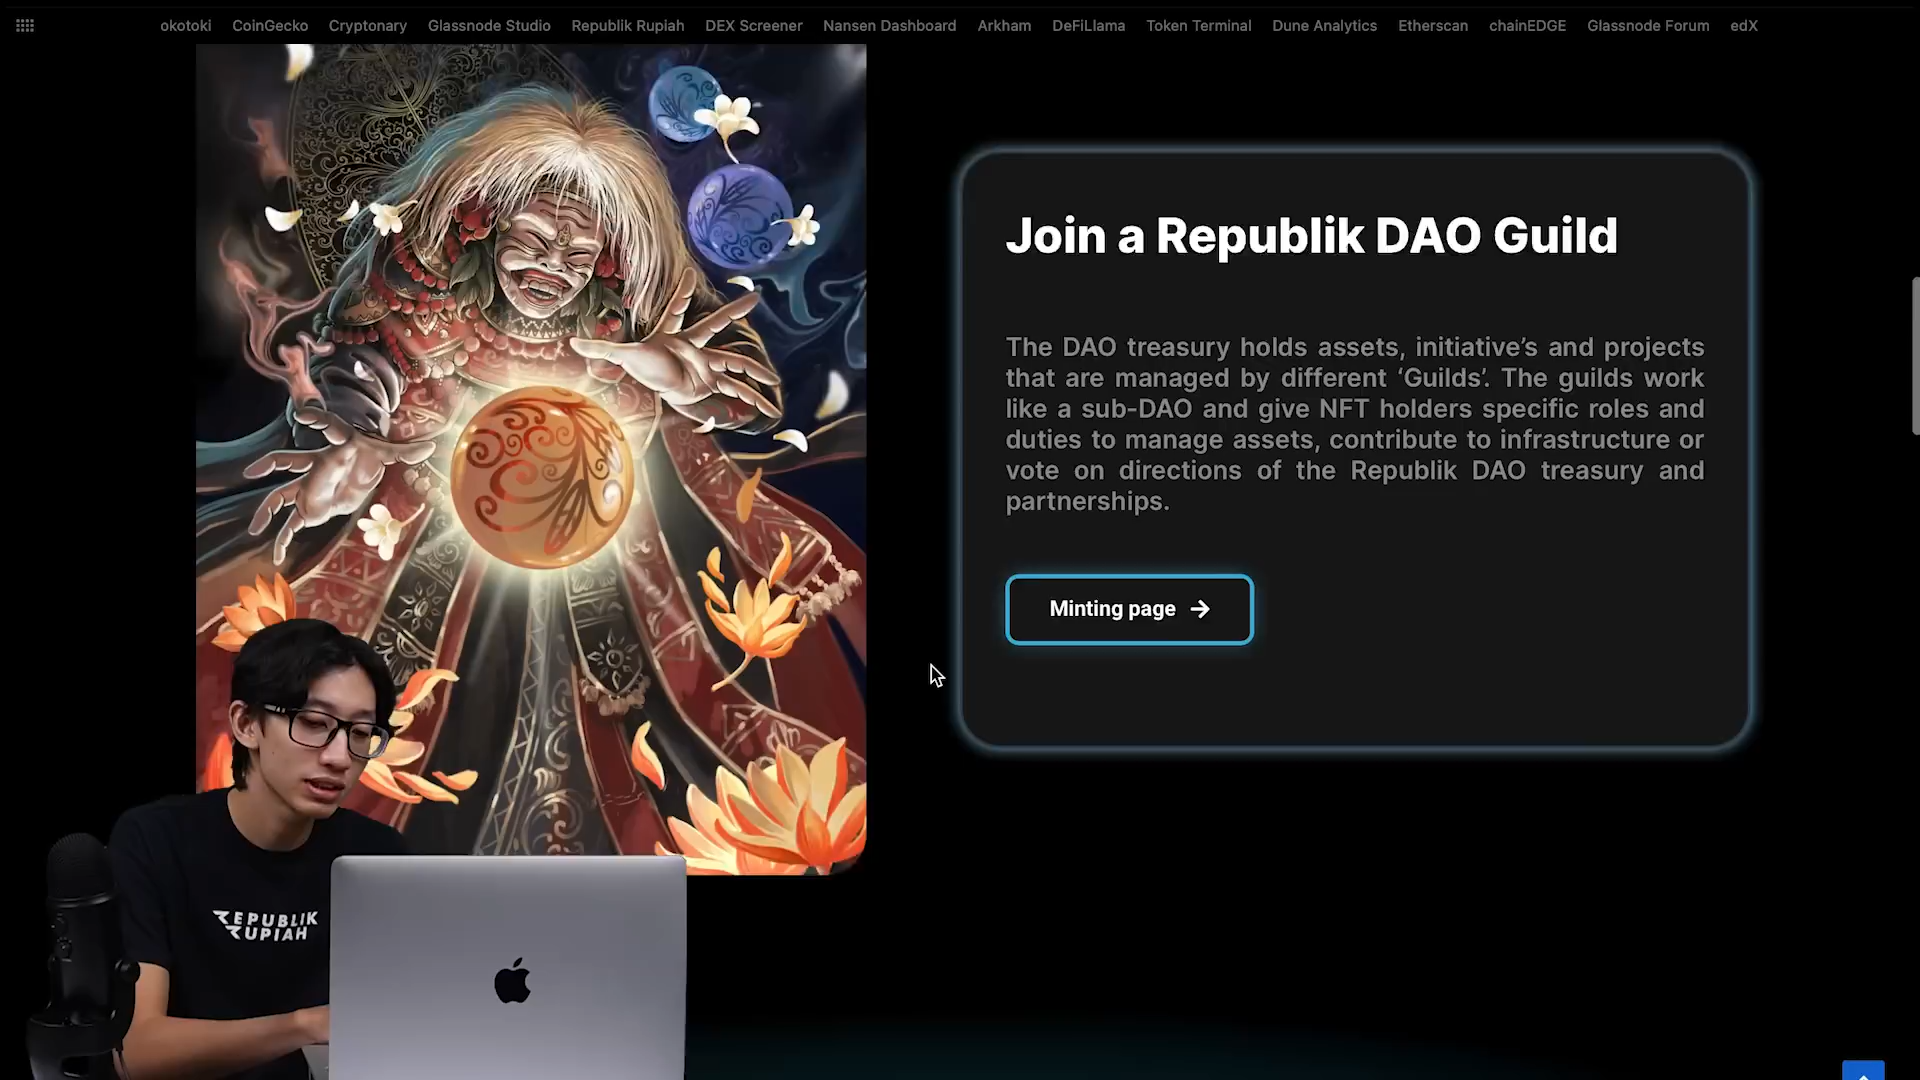 okotoki CoinGecko Cryptonary Glassnode Studio Republik Rupiah DEX Screener Nansen Dashboard Arkham DeFiLlama Token Terminal Dune Analytics Etherscan chainEDGE Glassnode Forum edX
Join a Republik DAO Guild
The DAO treasury holds assets, initiative’s and projects
that are managed by different ‘Guilds’. The guilds work
like a sub-DAO and give NFT holders specific roles and
duties to manage assets, contribute to infrastructure or
vote on directions of the Republik DAO treasury and
partnerships.
Minting page →
REPUBLIK
RUPIAH